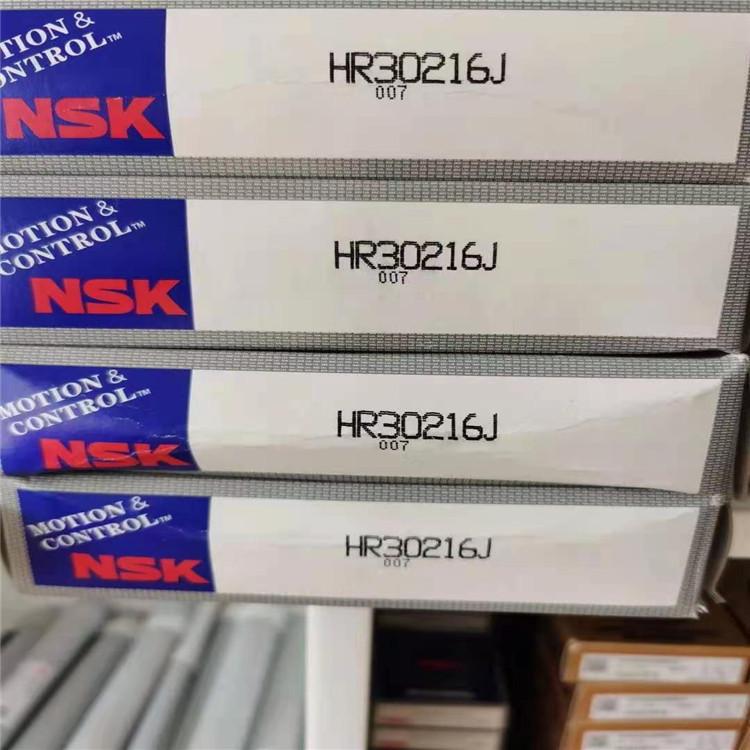 MOTION &
CONTROL™
NSK
HR30216J
007
MOTION &
CONTROL™
NSK
HR30216J
007
MOTION &
CONTROL™
NSK
HR30216J
007
MOTION &
CONTROL™
NSK
HR30216J
007